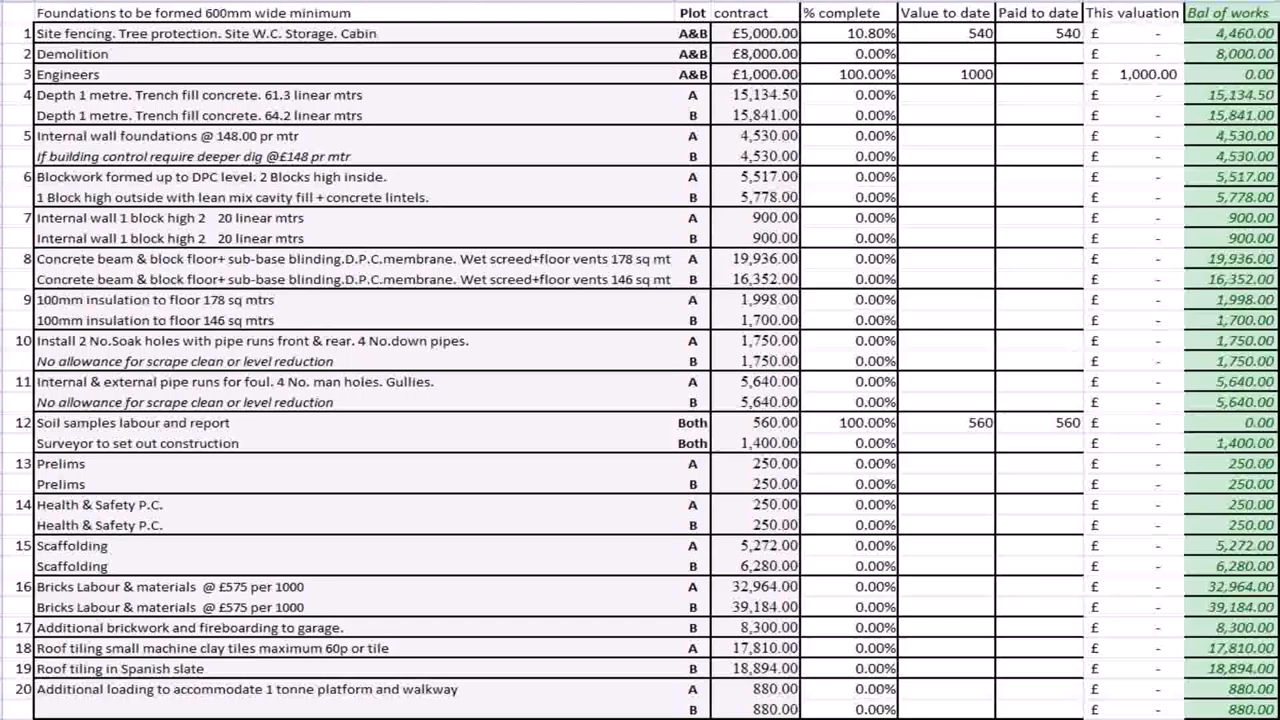 Foundations to be formed 600mm wide minimum Plot contract % complete Value to date Paid to date This valuation Bal of works
1 Site fencing. Tree protection. Site W.C. Storage. Cabin A&B £5,000.00 10.80% 540 540 £ - 4,460.00
2 Demolition A&B £8,000.00 0.00% £ - 8,000.00
3 Engineers A&B £1,000.00 100.00% 1000 £ 1,000.00 0.00
4 Depth 1 metre. Trench fill concrete. 61.3 linear mtrs A 15,134.50 0.00% £ - 15,134.50
Depth 1 metre. Trench fill concrete. 64.2 linear mtrs B 15,841.00 0.00% £ - 15,841.00
5 Internal wall foundations @ 148.00 pr mtr A 4,530.00 0.00% £ - 4,530.00
If building control require deeper dig @£148 pr mtr B 4,530.00 0.00% £ - 4,530.00
6 Blockwork formed up to DPC level. 2 Blocks high inside. A 5,517.00 0.00% £ - 5,517.00
1 Block high outside with lean mix cavity fill + concrete lintels. B 5,778.00 0.00% £ - 5,778.00
7 Internal wall 1 block high 2 20 linear mtrs A 900.00 0.00% £ - 900.00
Internal wall 1 block high 2 20 linear mtrs B 900.00 0.00% £ - 900.00
8 Concrete beam & block floor+ sub-base blinding.D.P.C.membrane. Wet screed+floor vents 178 sq mt A 19,936.00 0.00% £ - 19,936.00
Concrete beam & block floor+ sub-base blinding.D.P.C.membrane. Wet screed+floor vents 146 sq mt B 16,352.00 0.00% £ - 16,352.00
9 100mm insulation to floor 178 sq mtrs A 1,998.00 0.00% £ - 1,998.00
100mm insulation to floor 146 sq mtrs B 1,700.00 0.00% £ - 1,700.00
10 Install 2 No.Soak holes with pipe runs front & rear. 4 No.down pipes. A 1,750.00 0.00% £ - 1,750.00
No allowance for scrape clean or level reduction B 1,750.00 0.00% £ - 1,750.00
11 Internal & external pipe runs for foul. 4 No. man holes. Gullies. A 5,640.00 0.00% £ - 5,640.00
No allowance for scrape clean or level reduction B 5,640.00 0.00% £ - 5,640.00
12 Soil samples labour and report Both 560.00 100.00% 560 560 £ - 0.00
Surveyor to set out construction Both 1,400.00 0.00% £ - 1,400.00
13 Prelims A 250.00 0.00% £ - 250.00
Prelims B 250.00 0.00% £ - 250.00
14 Health & Safety P.C. A 250.00 0.00% £ - 250.00
Health & Safety P.C. B 250.00 0.00% £ - 250.00
15 Scaffolding A 5,272.00 0.00% £ - 5,272.00
Scaffolding B 6,280.00 0.00% £ - 6,280.00
16 Bricks Labour & materials @ £575 per 1000 A 32,964.00 0.00% £ - 32,964.00
Bricks Labour & materials @ £575 per 1000 B 39,184.00 0.00% £ - 39,184.00
17 Additional brickwork and fireboarding to garage. B 8,300.00 0.00% £ - 8,300.00
18 Roof tiling small machine clay tiles maximum 60p or tile A 17,810.00 0.00% £ - 17,810.00
19 Roof tiling in Spanish slate B 18,894.00 0.00% £ - 18,894.00
20 Additional loading to accommodate 1 tonne platform and walkway A 880.00 0.00% £ - 880.00
B 880.00 0.00% £ - 880.00